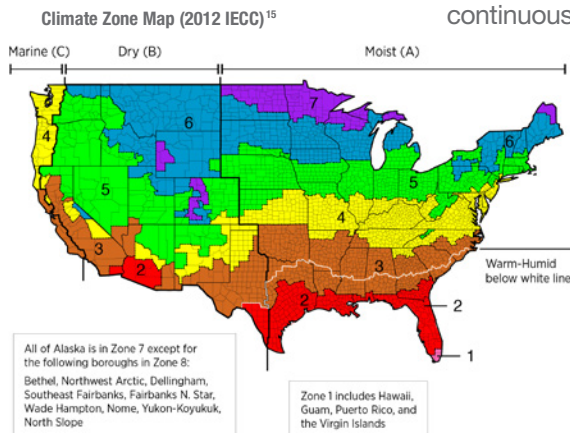 Climate Zone Map (2012 IECC)15
continuous
Marine (C)
Dry (B)
Moist (A)
7
6
6
4
5
5
4
3
3
2
2
Warm-Humid
below white line
2
1
All of Alaska is in Zone 7 except for
the following boroughs in Zone 8:
Bethel, Northwest Arctic, Dellingham,
Southeast Fairbanks, Fairbanks N. Star,
Wade Hampton, Nome, Yukon-Koyukuk,
North Slope
Zone 1 includes Hawaii,
Guam, Puerto Rico, and
the Virgin Islands